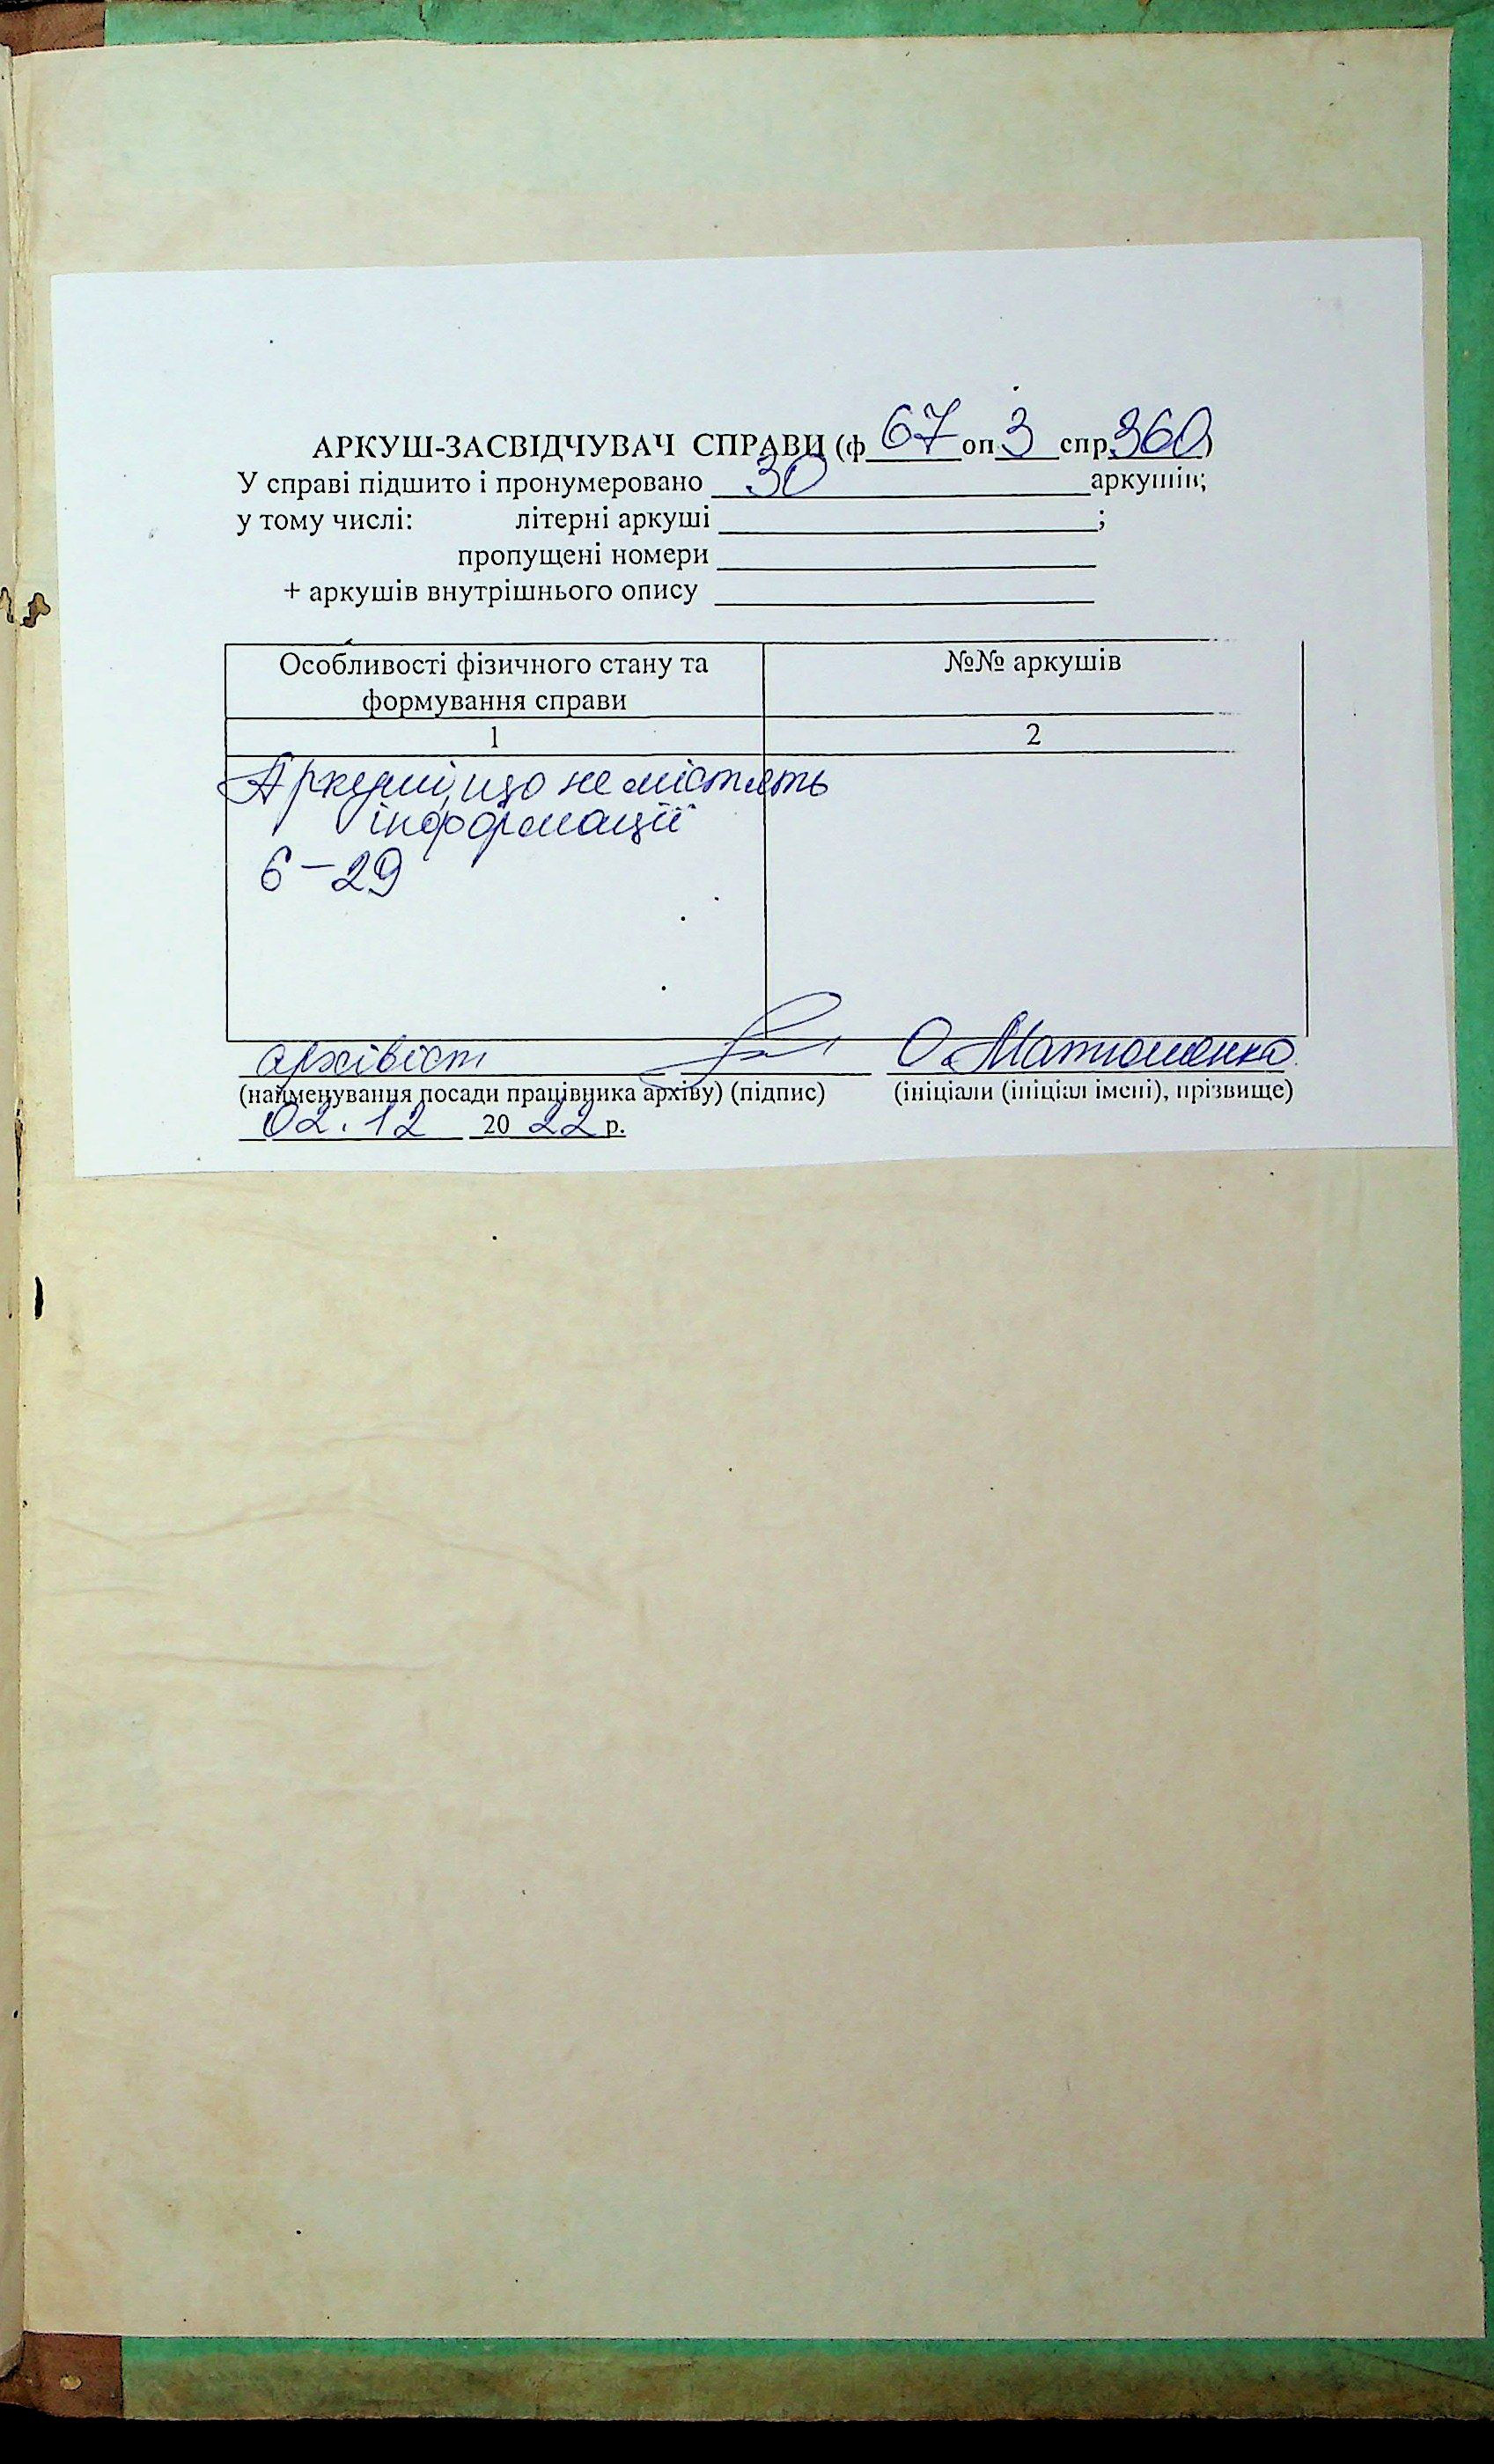 АРКУШ-ЗАСВІДЧУВАЧ СПРАВИ (ф 67 оп 3 спр 360)
У справі підшито і пронумеровано 30 аркушів;
у тому числі: літерні аркуші ;
пропущені номери
+ аркушів внутрішнього опису
Особливості фізичного стану та формування справи
№№ аркушів
1 2
Аркуші, що не містять
інформації
6-29
архівіст О. Матюшенко
(найменування посади працівника архіву) (підпис) (ініціали (ініціал імені), прізвище)
02.12 2022 р.